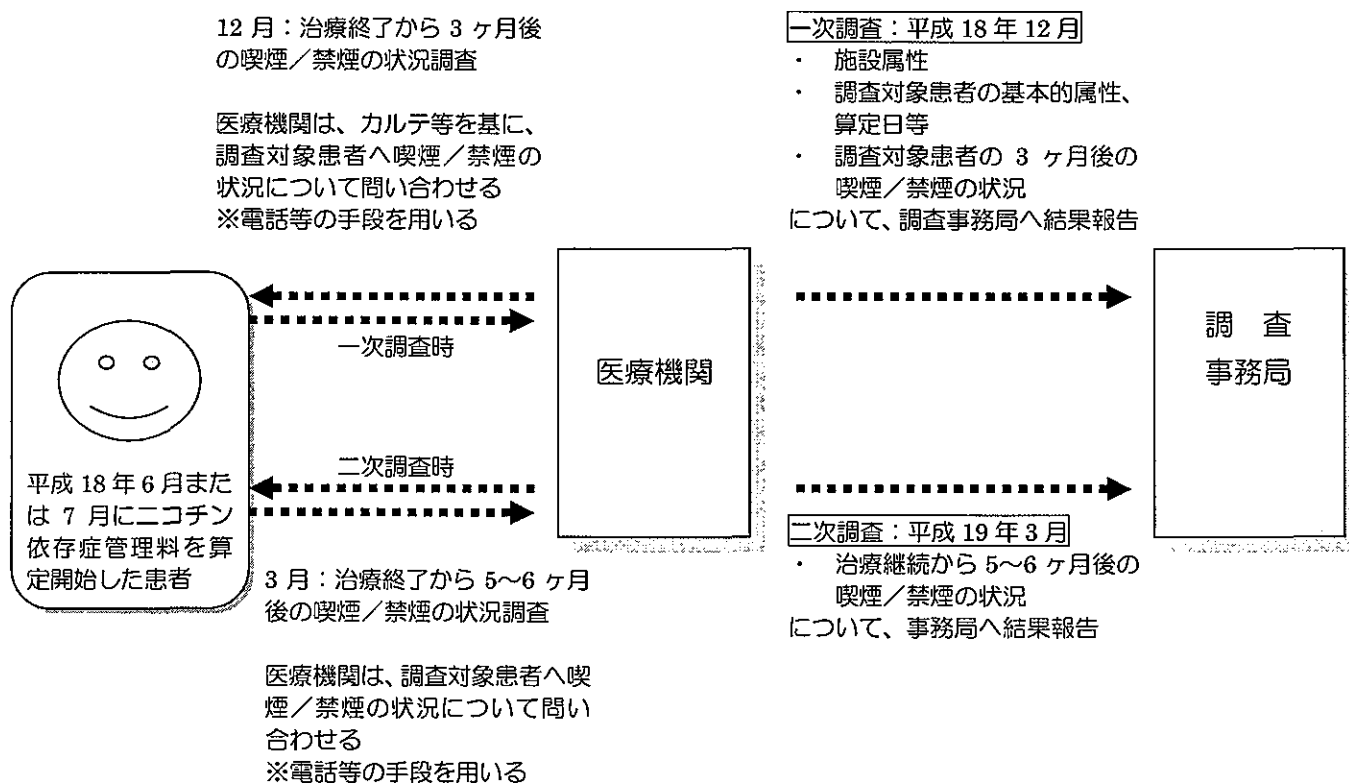 12 月：治療終了から 3 ヶ月後
の喫煙／禁煙の状況調査
医療機関は、カルテ等を基に、
調査対象患者へ喫煙／禁煙の
状況について問い合わせる
※電話等の手段を用いる
一次調査：平成 18 年 12 月
・ 施設属性
・ 調査対象患者の基本的属性、
算定日等
・ 調査対象患者の 3 ヶ月後の
喫煙／禁煙の状況
について、調査事務局へ結果報告
一次調査時
医療機関
調 査
事務局
二次調査時
平成 18 年 6 月また
は 7 月にニコチン
依存症管理料を算
定開始した患者
3 月：治療終了から 5～6 ヶ月
後の喫煙／禁煙の状況調査
医療機関は、調査対象患者へ喫
煙／禁煙の状況について問い
合わせる
※電話等の手段を用いる
二次調査：平成 19 年 3 月
・ 治療継続から 5～6 ヶ月後の
喫煙／禁煙の状況
について、事務局へ結果報告